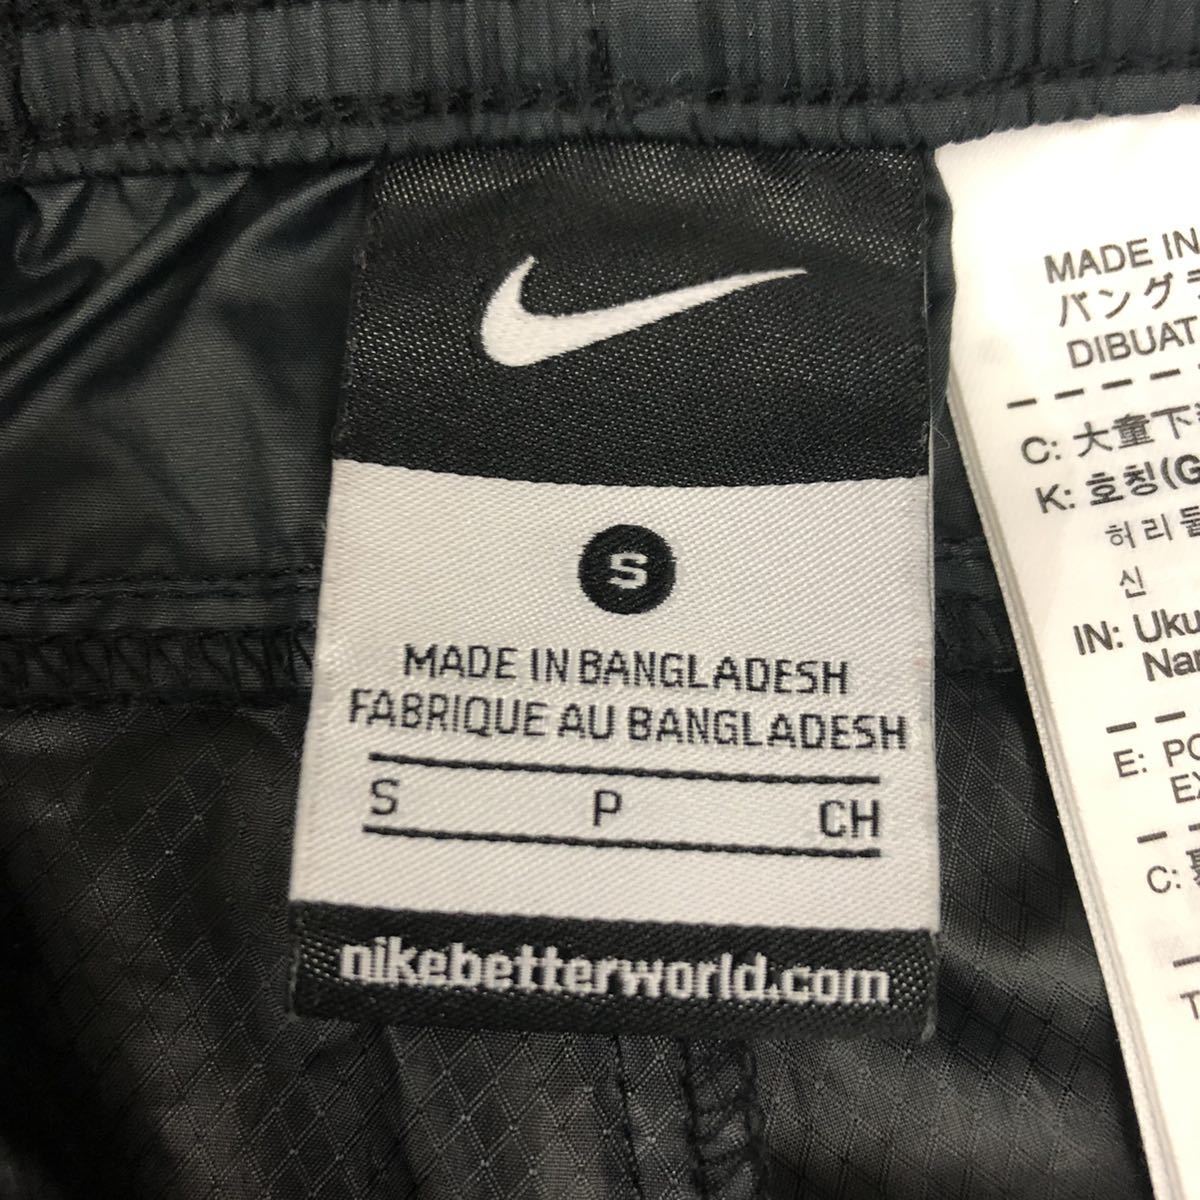 S
MADE IN BANGLADESH
FABRIQUE AU BANGLADESH
S P CH
nikebetterworld.com
MADE IN
バング
DIBUAT
C: 大童下
K: 호칭(G
허리둘
신
IN: Uku
Nar
E: PO
EX
C:
T